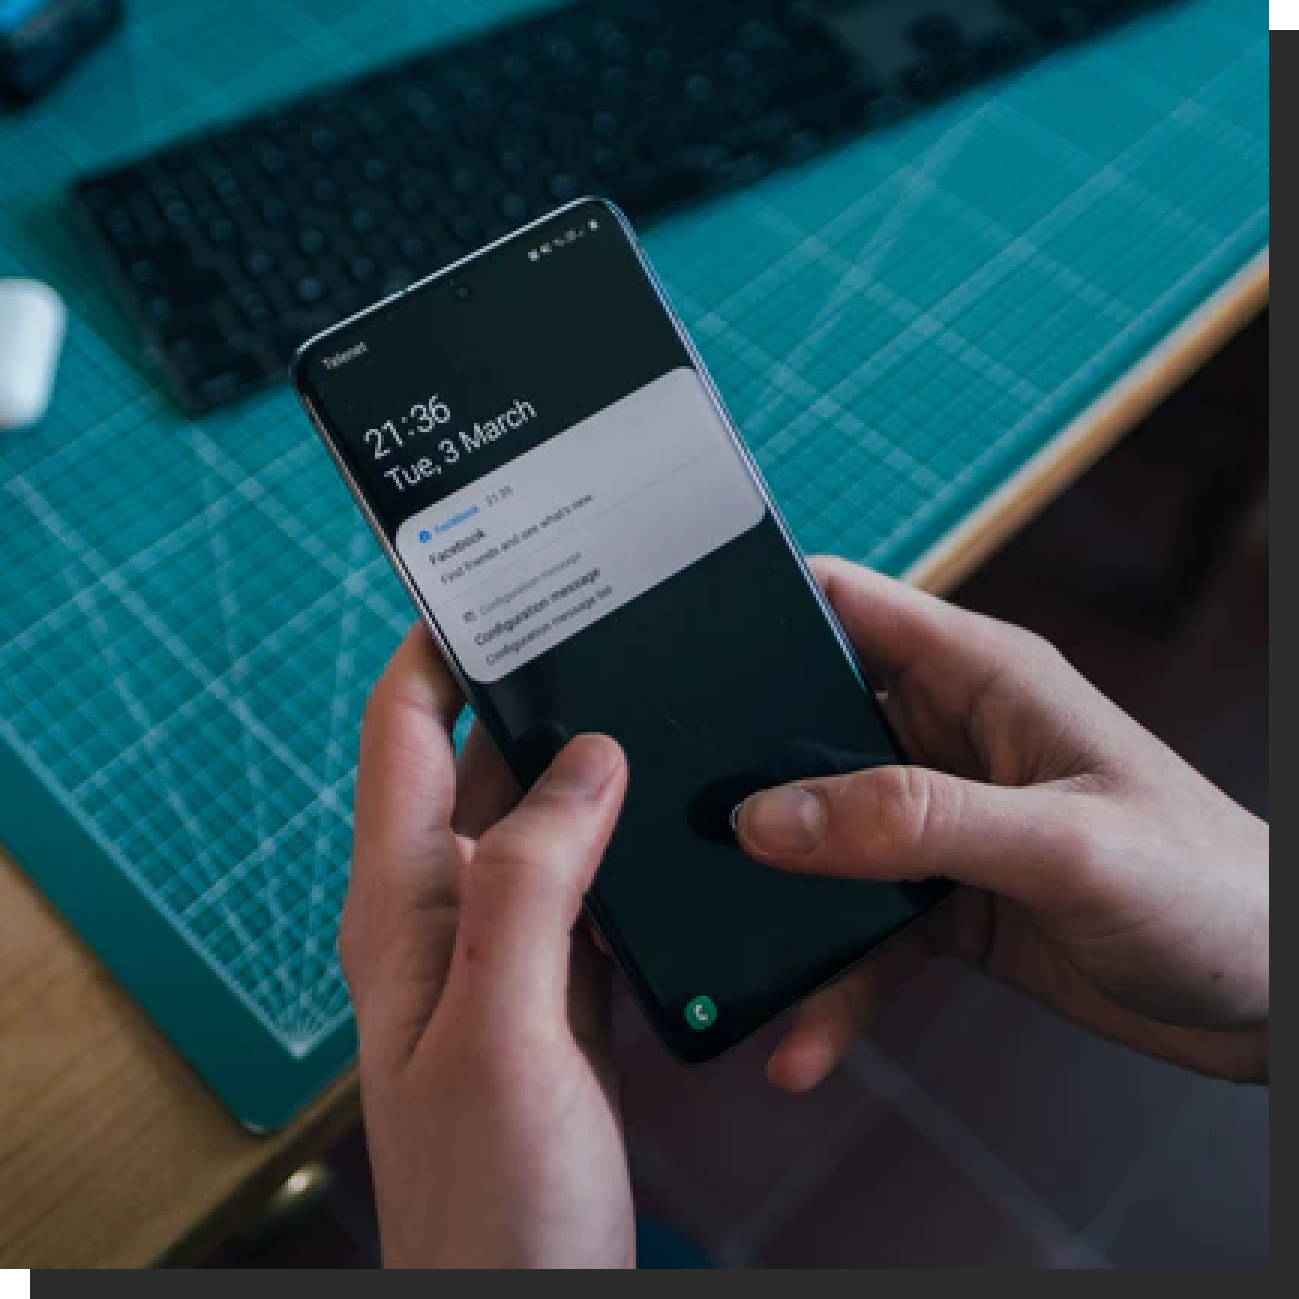 Telenet
21:36
Tue, 3 March
Facebook 21:35
Facebook
Find friends and see what's new
Configuration message
Configuration message
Configuration message list